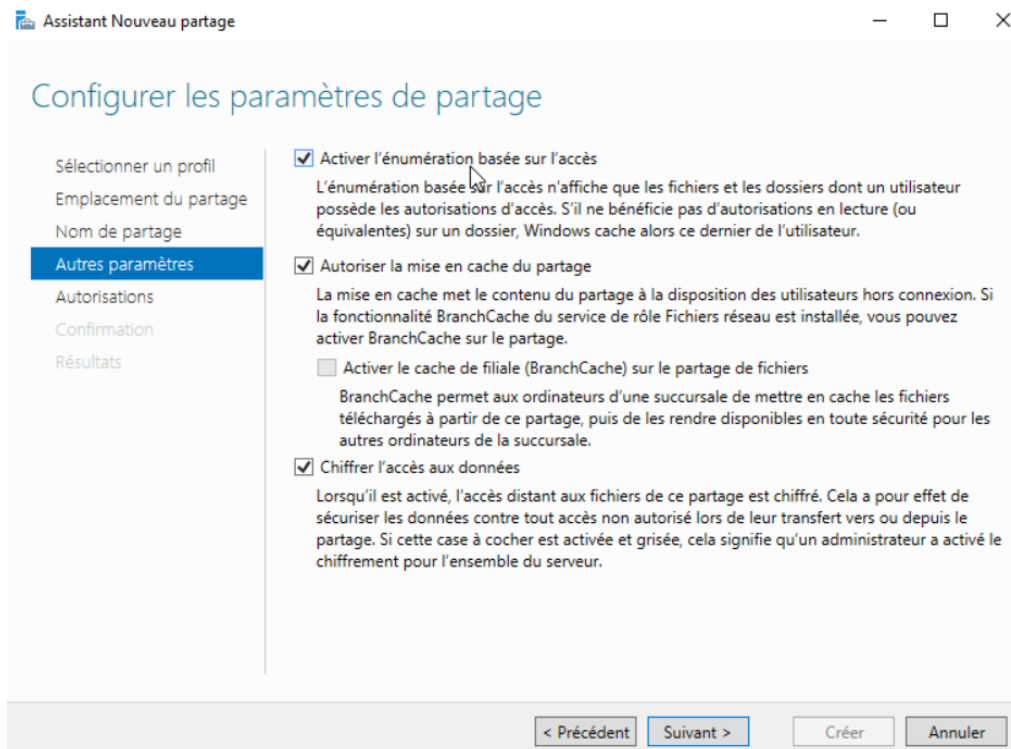 Assistant Nouveau partage
Configurer les paramètres de partage
Sélectionner un profil
Emplacement du partage
Nom de partage
Autres paramètres
Autorisations
Confirmation
Résultats
Activer l'énumération basée sur l'accès
L'énumération basée sur l'accès n'affiche que les fichiers et les dossiers dont un utilisateur
possède les autorisations d'accès. S'il ne bénéficie pas d'autorisations en lecture (ou
équivalentes) sur un dossier, Windows cache alors ce dernier de l'utilisateur.
Autoriser la mise en cache du partage
La mise en cache met le contenu du partage à la disposition des utilisateurs hors connexion. Si
la fonctionnalité BranchCache du service de rôle Fichiers réseau est installée, vous pouvez
activer BranchCache sur le partage.
Activer le cache de filiale (BranchCache) sur le partage de fichiers
BranchCache permet aux ordinateurs d'une succursale de mettre en cache les fichiers
téléchargés à partir de ce partage, puis de les rendre disponibles en toute sécurité pour les
autres ordinateurs de la succursale.
Chiffrer l'accès aux données
Lorsqu'il est activé, l'accès distant aux fichiers de ce partage est chiffré. Cela a pour effet de
sécuriser les données contre tout accès non autorisé lors de leur transfert vers ou depuis le
partage. Si cette case à cocher est activée et grisée, cela signifie qu'un administrateur a activé le
chiffrement pour l'ensemble du serveur.
< Précédent
Suivant >
Créer
Annuler